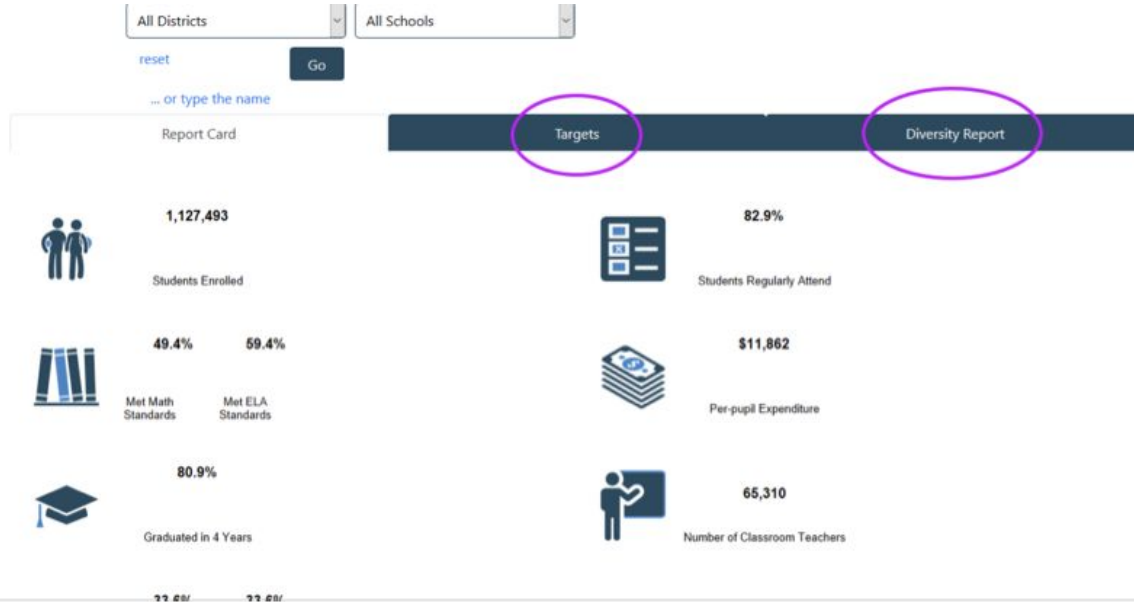 All Districts All Schools
reset Go
... or type the name
Report Card Targets Diversity Report
1,127,493 82.9%
Students Enrolled Students Regularly Attend
49.4% 59.4% $11,862
Met Math Met ELA
Standards Standards
Per-pupil Expenditure
80.9%
65,310
Graduated in 4 Years Number of Classroom Teachers